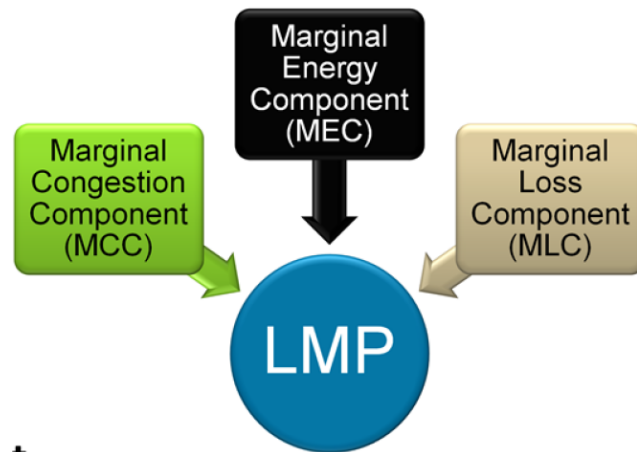 Marginal
Energy
Component
(MEC)
Marginal
Congestion
Component
(MCC)
Marginal
Loss
Component
(MLC)
LMP